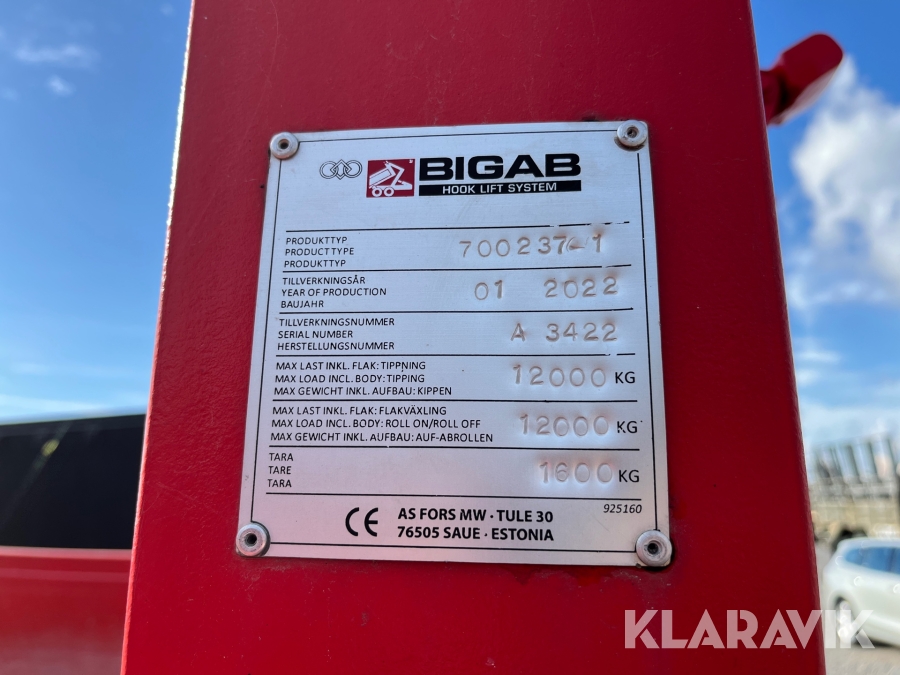 BIGAB
HOOK LIFT SYSTEM
PRODUKTTYP
PRODUCT TYPE 700237-1
PRODUKTTYP
TILLVERKNINGSÅR
YEAR OF PRODUCTION 01 2022
BAUJAHR
TILLVERKNINGSNUMMER
SERIAL NUMBER A 3422
HERSTELLUNGSNUMMER
MAX LAST INKL. FLAK: TIPPNING
MAX LOAD INCL. BODY: TIPPING 12000 KG
MAX GEWICHT INKL. AUFBAU: KIPPEN
MAX LAST INKL. FLAK: FLAKVÄXLING
MAX LOAD INCL. BODY: ROLL ON/ROLL OFF 12000 KG
MAX GEWICHT INKL. AUFBAU: AUF-ABROLLEN
TARA
TARE 1600 KG
TARA
925160
CE AS FORS MW · TULE 30
76505 SAUE · ESTONIA
KLARAVIK